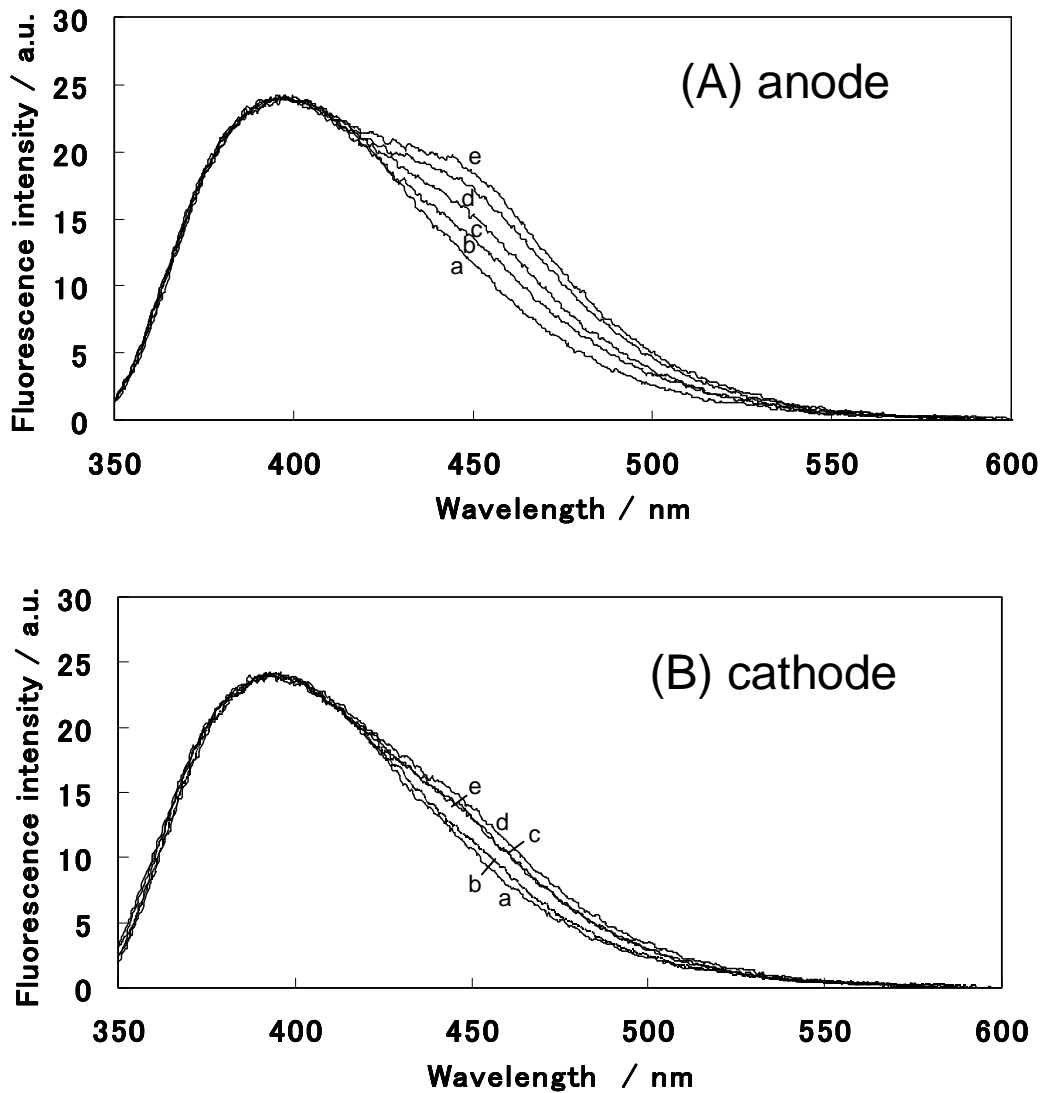 Fluorescence intensity / a.u.
30
25
20
15
10
5
0
(A) anode
e
d
c
b
a
350 400 450 500 550 600
Wavelength / nm
Fluorescence intensity / a.u.
30
25
20
15
10
5
0
(B) cathode
e
d
c
b
a
350 400 450 500 550 600
Wavelength / nm